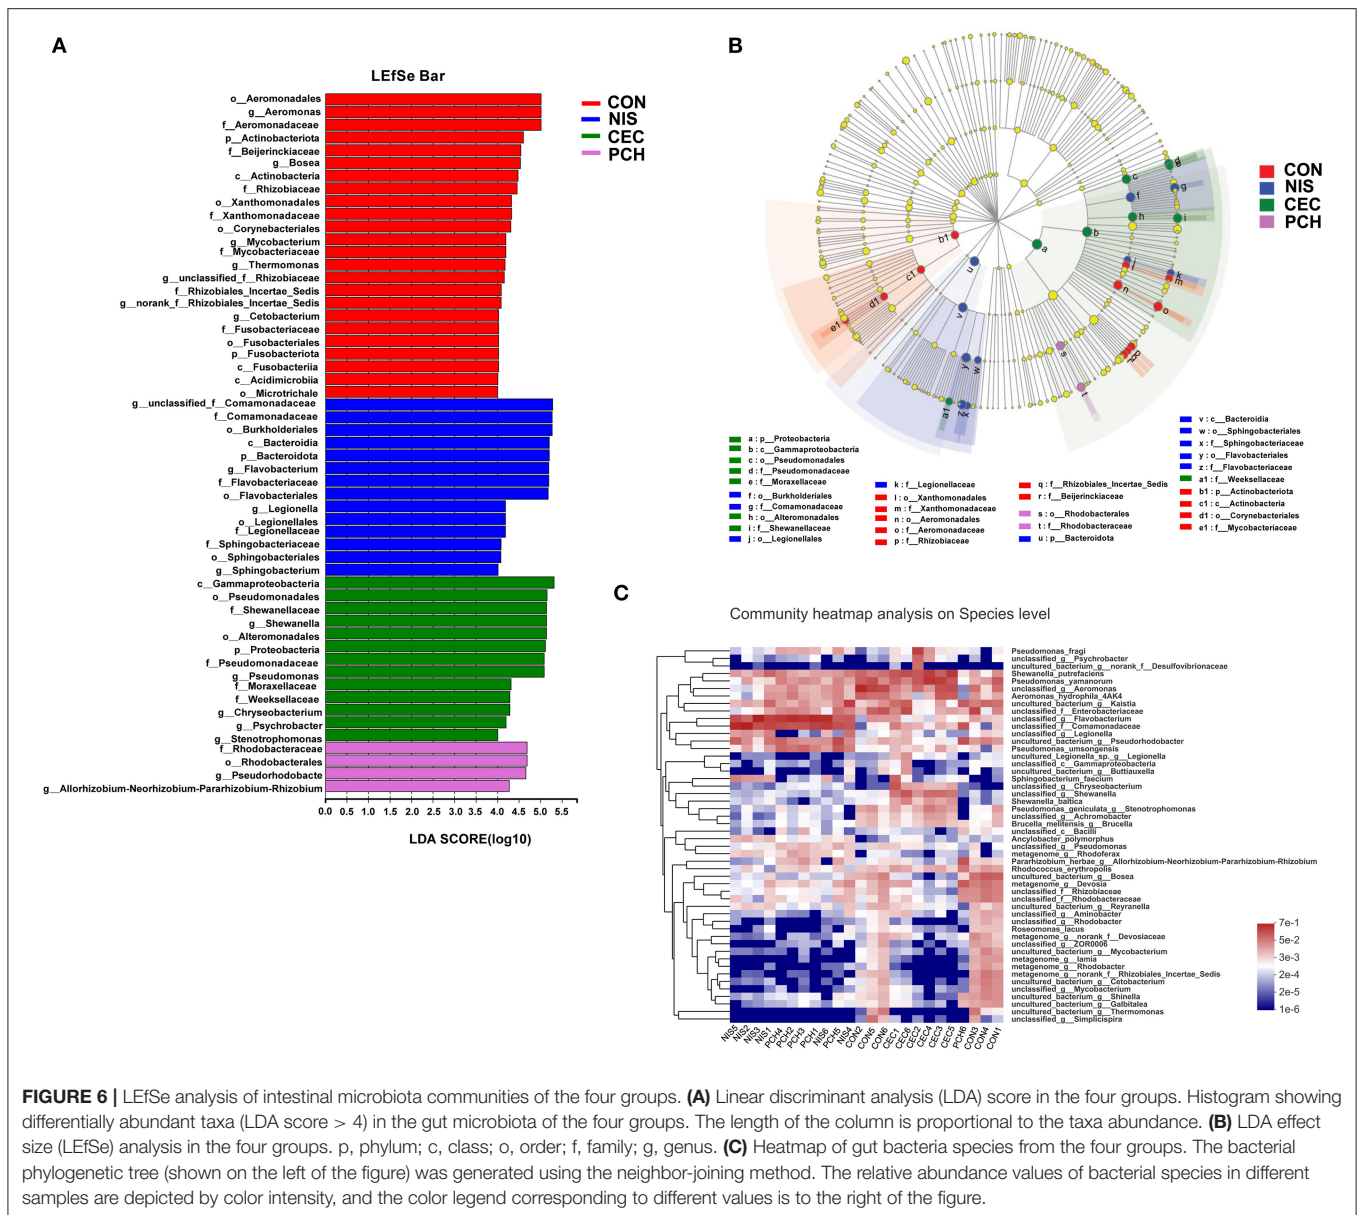 A
LEfSe Bar
o__Aeromonadales
g__Aeromonas
f__Aeromonadaceae
p__Actinobacteriota
f__Beijerinckiaceae
g__Bosea
c__Actinobacteria
f__Rhizobiaceae
o__Xanthomonadales
f__Xanthomonadaceae
o__Corynebacteriales
g__Mycobacterium
f__Mycobacteriaceae
g__Thermomonas
g__unclassified_f__Rhizobiaceae
f__Rhizobiales_Incertae_Sedis
g__norank_f__Rhizobiales_Incertae_Sedis
g__Cetobacterium
f__Fusobacteriaceae
o__Fusobacteriales
p__Fusobacteriota
c__Fusobacteriia
c__Acidimicrobiia
o__Microtrichale
g__unclassified_f__Comamonadaceae
f__Comamonadaceae
o__Burkholderiales
c__Bacteroidia
p__Bacteroidota
g__Flavobacterium
f__Flavobacteriaceae
o__Flavobacteriales
g__Legionella
o__Legionellales
f__Legionellaceae
f__Sphingobacteriaceae
o__Sphingobacteriales
g__Sphingobacterium
c__Gammaproteobacteria
o__Pseudomonadales
f__Shewanellaceae
g__Shewanella
o__Alteromonadales
p__Proteobacteria
f__Pseudomonadaceae
g__Pseudomonas
f__Moraxellaceae
f__Weeksellaceae
g__Chryseobacterium
g__Psychrobacter
g__Stenotrophomonas
f__Rhodobacteraceae
o__Rhodobacterales
g__Pseudorhodobacte
g__Allorhizobium-Neorhizobium-Pararhizobium-Rhizobium
0.0 0.5 1.0 1.5 2.0 2.5 3.0 3.5 4.0 4.5 5.0 5.5
LDA SCORE(log10)
CON
NIS
CEC
PCH
B
a
b
c
d
e
f
g
h
i
j
k
m
n
o
s
t
u
v
w
y
z
x
a1
b1
c1
d1
e1
CON
NIS
CEC
PCH
a : p__Proteobacteria
b : c__Gammaproteobacteria
c : o__Pseudomonadales
d : f__Pseudomonadaceae
e : f__Moraxellaceae
f : o__Burkholderiales
g : f__Comamonadaceae
h : o__Alteromonadales
i : f__Shewanellaceae
j : o__Legionellales
k : f__Legionellaceae
l : o__Xanthomonadales
m : f__Xanthomonadaceae
n : o__Aeromonadales
o : f__Aeromonadaceae
p : f__Rhizobiaceae
q : f__Rhizobiales_Incertae_Sedis
r : f__Beijerinckiaceae
s : o__Rhodobacterales
t : f__Rhodobacteraceae
u : p__Bacteroidota
v : c__Bacteroidia
w : o__Sphingobacteriales
x : f__Sphingobacteriaceae
y : o__Flavobacteriales
z : f__Flavobacteriaceae
a1 : f__Weeksellaceae
b1 : p__Actinobacteriota
c1 : c__Actinobacteria
d1 : o__Corynebacteriales
e1 : f__Mycobacteriaceae
C
Community heatmap analysis on Species level
Pseudomonas_fragi
unclassified_g__Psychrobacter
uncultured_bacterium_g__norank_f__Desulfovibrionaceae
Shewanella_putrefaciens
Pseudomonas_yamanorum
unclassified_g__Aeromonas
Aeromonas_hydrophila_4AK4
uncultured_bacterium_g__Kaistia
unclassified_f__Enterobacteriaceae
unclassified_g__Flavobacterium
unclassified_f__Comamonadaceae
unclassified_g__Legionella
uncultured_bacterium_g__Pseudorhodobacter
Pseudomonas_umsongensis
uncultured_Legionella_sp._g__Legionella
unclassified_c__Gammaproteobacteria
uncultured_bacterium_g__Buttiauxella
Sphingobacterium_faecium
unclassified_g__Chryseobacterium
unclassified_g__Shewanella
Shewanella_baltica
Pseudomonas_geniculata_g__Stenotrophomonas
unclassified_g__Achromobacter
Brucella_melitensis_g__Brucella
unclassified_c__Bacilli
Ancylobacter_polymorphus
unclassified_g__Pseudomonas
metagenome_g__Rhodoferax
Pararhizobium_herbae_g__Allorhizobium-Neorhizobium-Pararhizobium-Rhizobium
Rhodococcus_erythropolis
uncultured_bacterium_g__Bosea
metagenome_g__Devosia
unclassified_f__Rhizobiaceae
unclassified_f__Rhodobacteraceae
uncultured_bacterium_g__Reyranella
unclassified_g__Aminobacter
unclassified_g__Rhodobacter
Roseomonas_lacus
metagenome_g__norank_f__Devosiaceae
unclassified_g__ZOR0006
uncultured_bacterium_g__Mycobacterium
metagenome_g__Iamia
metagenome_g__Rhodobacter
metagenome_g__norank_f__Rhizobiales_Incertae_Sedis
uncultured_bacterium_g__Cetobacterium
unclassified_g__Mycobacterium
uncultured_bacterium_g__Shinella
uncultured_bacterium_g__Galbitalea
uncultured_bacterium_g__Thermomonas
unclassified_g__Simplicispira
NIS5 NIS2 NIS3 NIS1 PCH4 PCH2 PCH3 PCH1 NIS6 PCH5 NIS4 CON2 CON5 CON6 CEC1 CEC6 CEC2 CEC4 CEC3 CEC5 PCH6 CON3 CON4 CON1
7e-1
5e-2
3e-3
2e-4
2e-5
1e-6
FIGURE 6 | LEfSe analysis of intestinal microbiota communities of the four groups. (A) Linear discriminant analysis (LDA) score in the four groups. Histogram showing
differentially abundant taxa (LDA score > 4) in the gut microbiota of the four groups. The length of the column is proportional to the taxa abundance. (B) LDA effect
size (LEfSe) analysis in the four groups. p, phylum; c, class; o, order; f, family; g, genus. (C) Heatmap of gut bacteria species from the four groups. The bacterial
phylogenetic tree (shown on the left of the figure) was generated using the neighbor-joining method. The relative abundance values of bacterial species in different
samples are depicted by color intensity, and the color legend corresponding to different values is to the right of the figure.